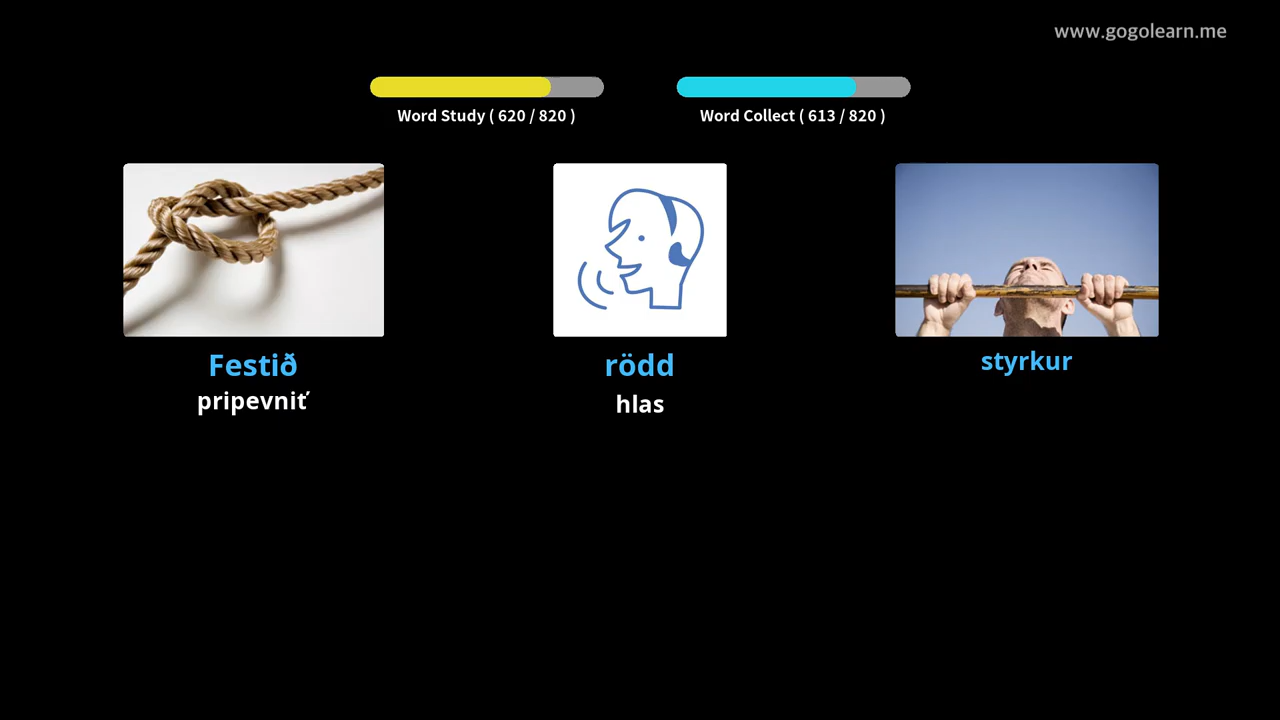 www.gogolearn.me
Word Study ( 620 / 820 )
Word Collect ( 613 / 820 )
Festið
pripevniť
rödd
hlas
styrkur